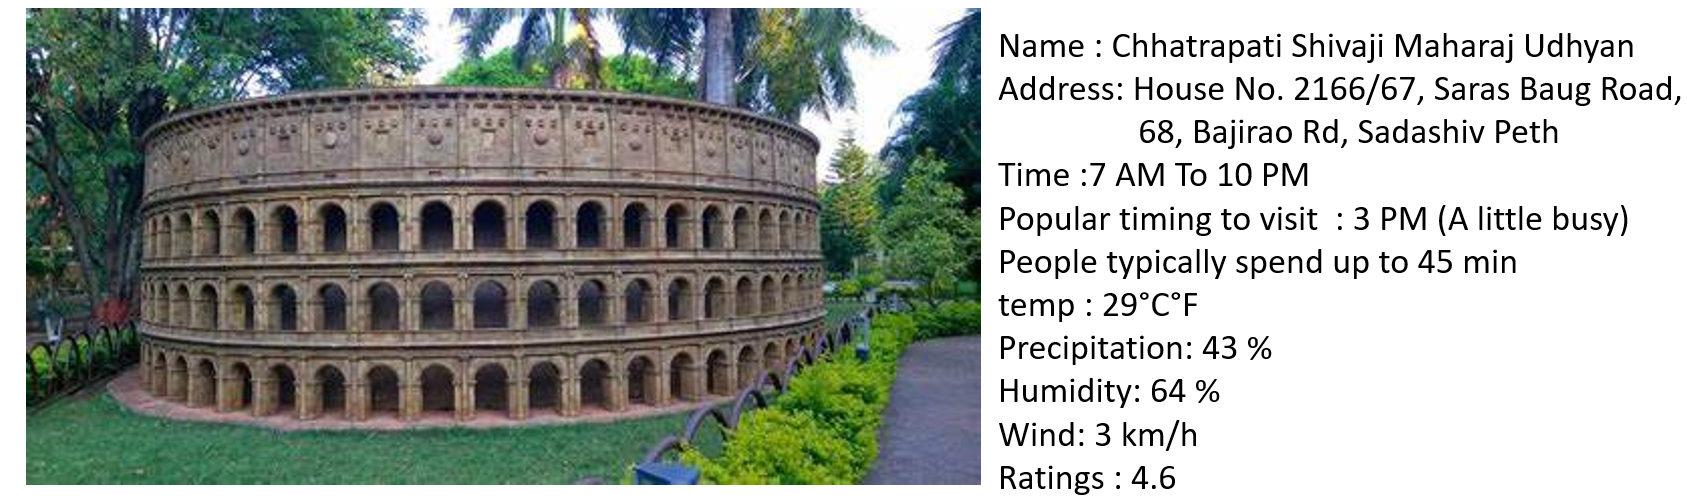 Name : Chhatrapati Shivaji Maharaj Udhyan
Address: House No. 2166/67, Saras Baug Road,
68, Bajirao Rd, Sadashiv Peth
Time :7 AM To 10 PM
Popular timing to visit  : 3 PM (A little busy)
People typically spend up to 45 min
temp : 29°C°F
Precipitation: 43 %
Humidity: 64 %
Wind: 3 km/h
Ratings : 4.6